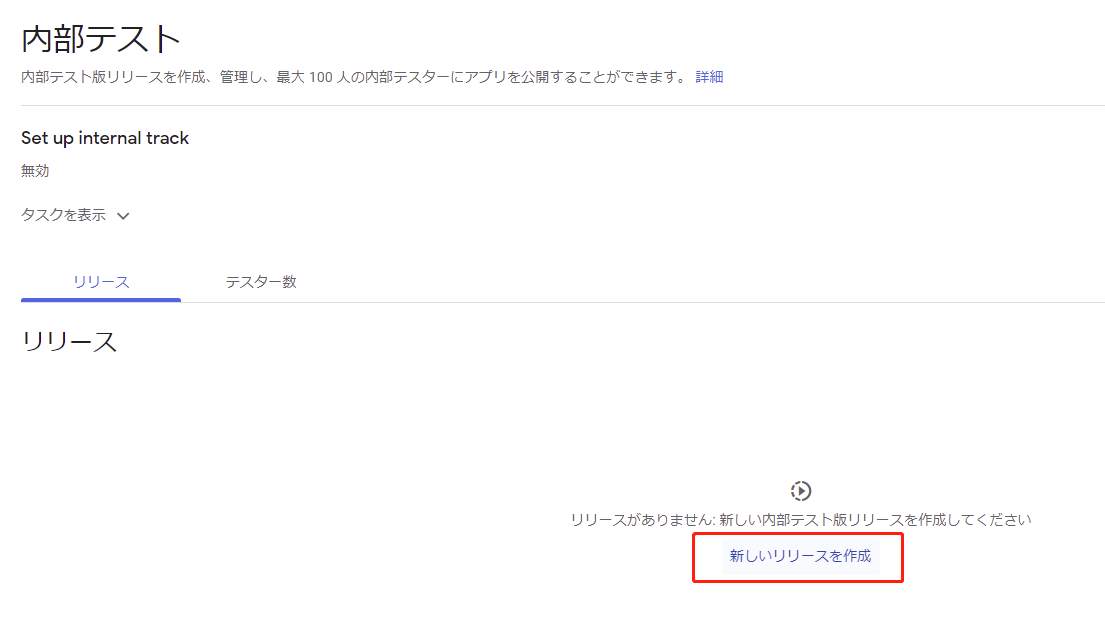 内部テスト
内部テスト版リリースを作成、管理し、最大 100 人の内部テスターにアプリを公開することができます。 詳細
Set up internal track
無効
タスクを表示
リリース テスター数
リリース
リリースがありません: 新しい内部テスト版リリースを作成してください
新しいリリースを作成